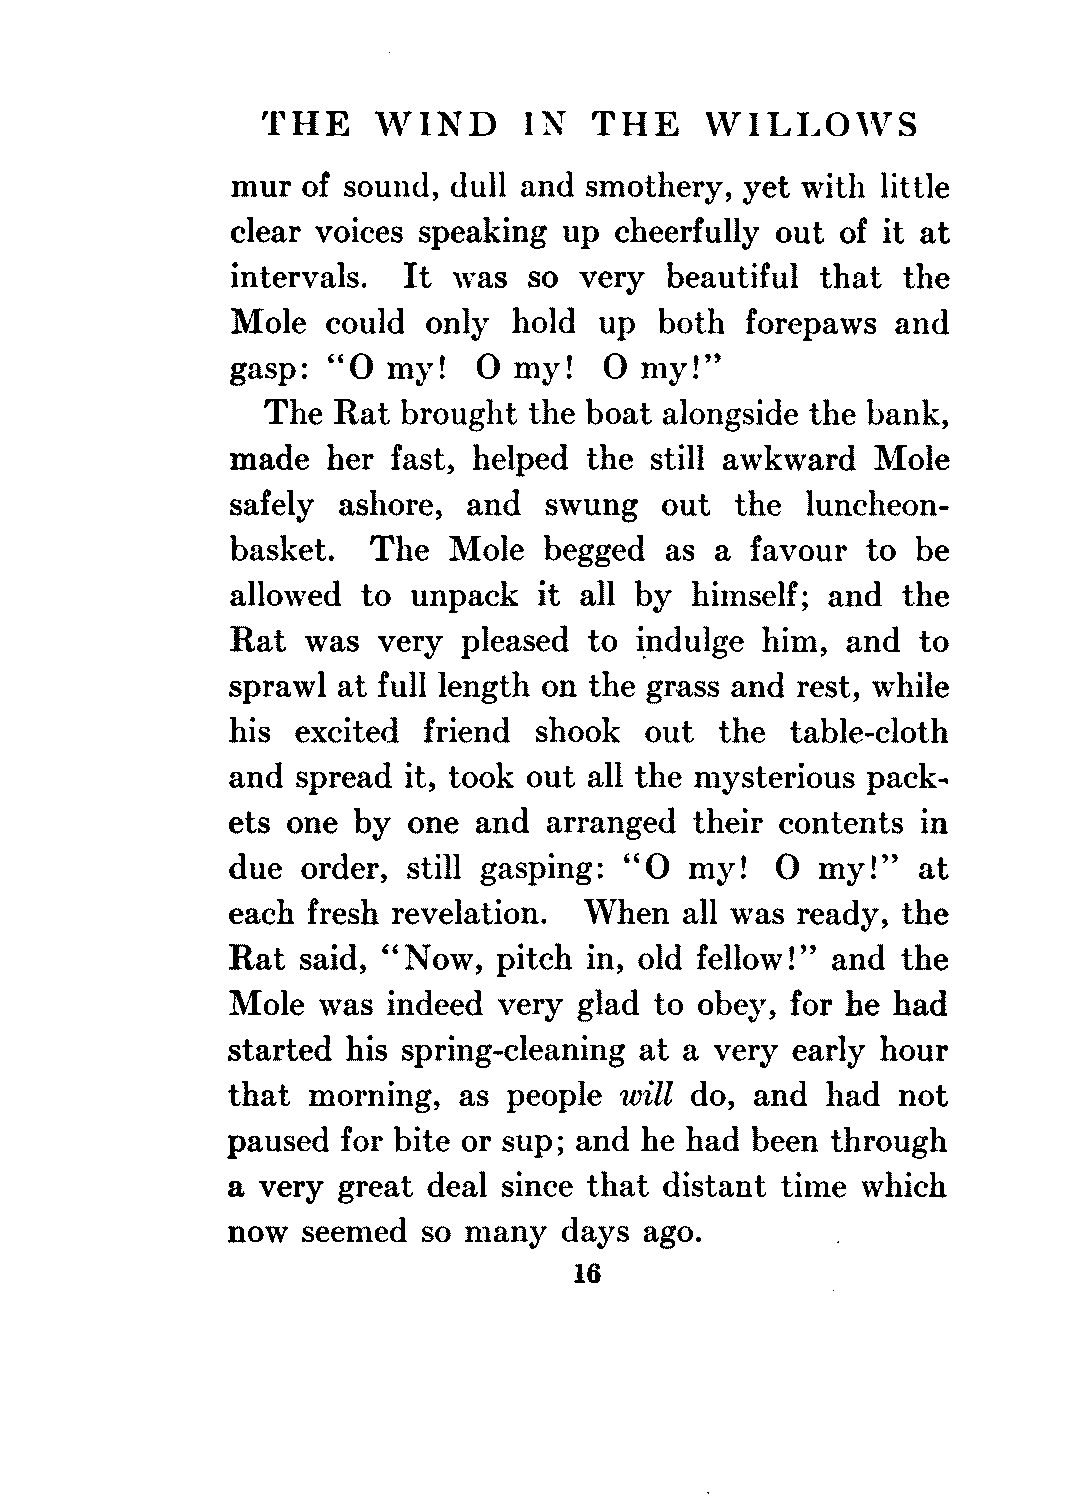 THE WIND IN THE WILLOWS
mur of sound, dull and smothery, yet with little
clear voices speaking up cheerfully out of it at
intervals. It was so very beautiful that the
Mole could only hold up both forepaws and
gasp: “O my! O my! O my!”
The Rat brought the boat alongside the bank,
made her fast, helped the still awkward Mole
safely ashore, and swung out the luncheon-
basket. The Mole begged as a favour to be
allowed to unpack it all by himself; and the
Rat was very pleased to indulge him, and to
sprawl at full length on the grass and rest, while
his excited friend shook out the table-cloth
and spread it, took out all the mysterious pack-
ets one by one and arranged their contents in
due order, still gasping: “O my! O my!” at
each fresh revelation. When all was ready, the
Rat said, “Now, pitch in, old fellow!” and the
Mole was indeed very glad to obey, for he had
started his spring-cleaning at a very early hour
that morning, as people will do, and had not
paused for bite or sup; and he had been through
a very great deal since that distant time which
now seemed so many days ago.
16